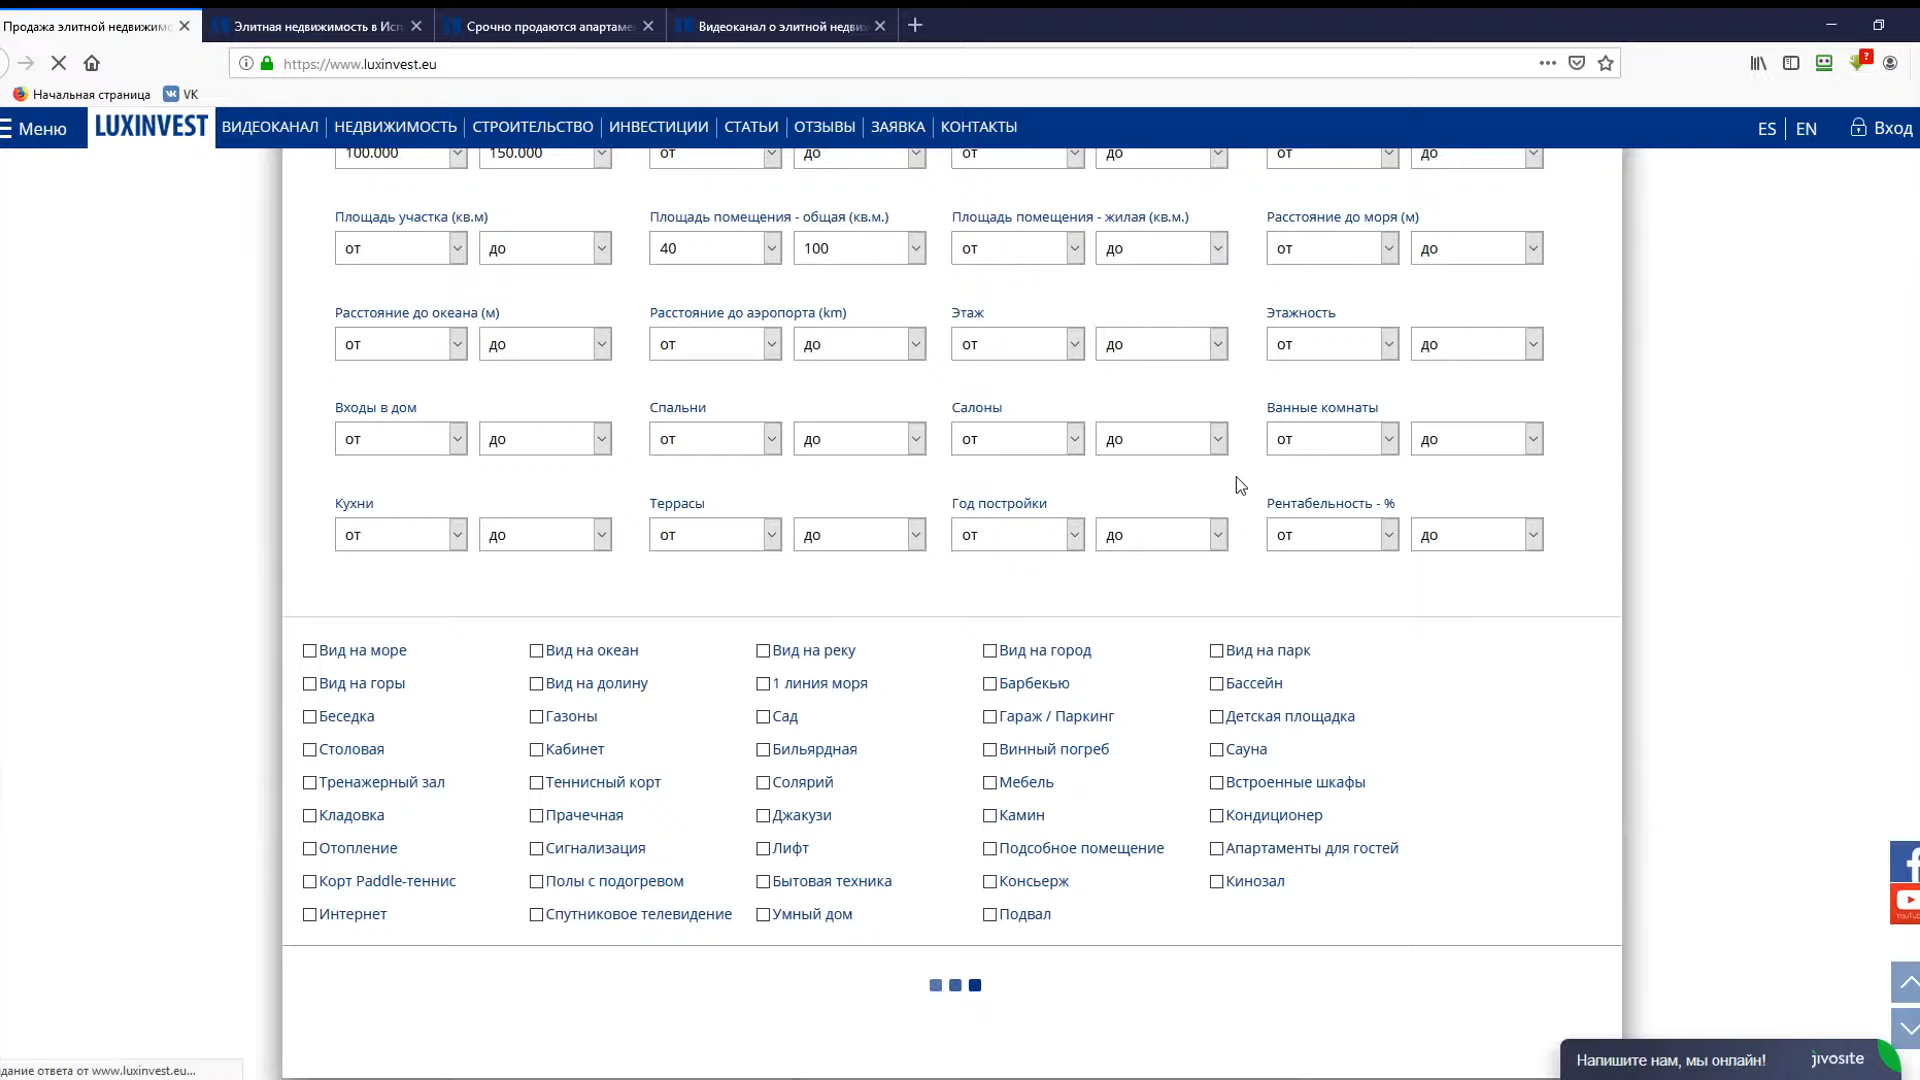 Продажа элитной недвижимо
Элитная недвижимость в Исп
Срочно продаются апартаме
Видеоканал о элитной недви
https://www.luxinvest.eu
Начальная страница VK
Меню LUXINVEST ВИДЕОКАНАЛ НЕДВИЖИМОСТЬ СТРОИТЕЛЬСТВО ИНВЕСТИЦИИ СТАТЬИ ОТЗЫВЫ ЗАЯВКА КОНТАКТЫ ES EN Вход
100.000 150.000 от до от до от до
Площадь участка (кв.м) Площадь помещения - общая (кв.м.) Площадь помещения - жилая (кв.м.) Расстояние до моря (м)
от до 40 100 от до от до
Расстояние до океана (м) Расстояние до аэропорта (km) Этаж Этажность
от до от до от до от до
Входы в дом Спальни Салоны Ванные комнаты
от до от до от до от до
Кухни Террасы Год постройки Рентабельность - %
от до от до от до от до
Вид на море Вид на океан Вид на реку Вид на город Вид на парк
Вид на горы Вид на долину 1 линия моря Барбекью Бассейн
Беседка Газоны Сад Гараж / Паркинг Детская площадка
Столовая Кабинет Бильярдная Винный погреб Сауна
Тренажерный зал Теннисный корт Солярий Мебель Встроенные шкафы
Кладовка Прачечная Джакузи Камин Кондиционер
Отопление Сигнализация Лифт Подсобное помещение Апартаменты для гостей
Корт Paddle-теннис Полы с подогревом Бытовая техника Консьерж Кинозал
Интернет Спутниковое телевидение Умный дом Подвал
YouTub
Напишите нам, мы онлайн! jivosite
дание ответа от www.luxinvest.eu...